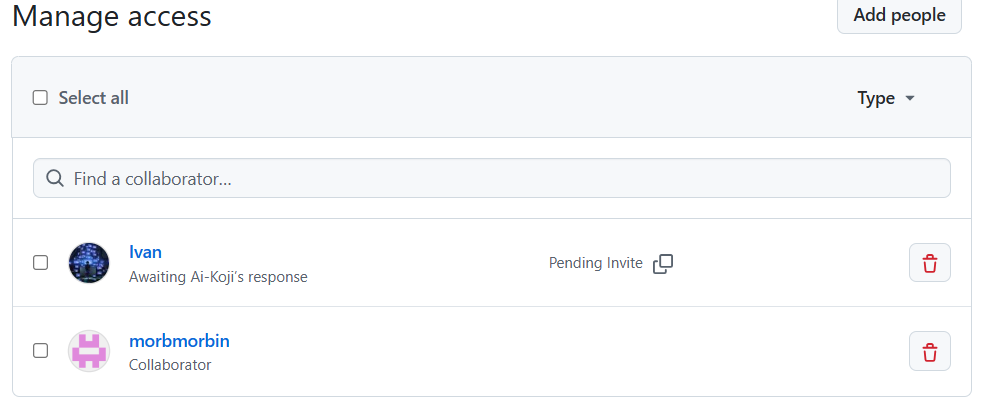 Manage access
Add people
Select all
Type
Find a collaborator...
Ivan
Awaiting Ai-Koji's response
Pending Invite
morbmorbin
Collaborator